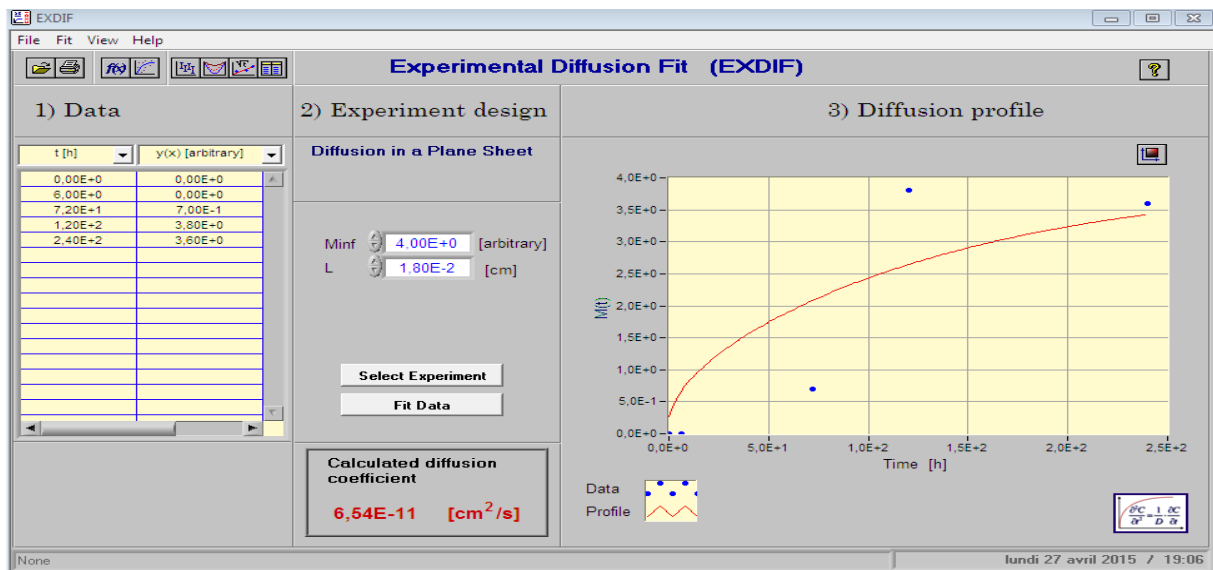 EXDIF
File Fit View Help
Experimental Diffusion Fit (EXDIF)
f(x)
?
1) Data
t [h] y(x) [arbitrary]
0,00E+0 0,00E+0
6,00E+0 0,00E+0
7,20E+1 7,00E-1
1,20E+2 3,80E+0
2,40E+2 3,60E+0
2) Experiment design
Diffusion in a Plane Sheet
Minf 4,00E+0 [arbitrary]
L 1,80E-2 [cm]
Select Experiment
Fit Data
Calculated diffusion
coefficient
6,54E-11 [cm²/s]
3) Diffusion profile
4,0E+0
3,5E+0
3,0E+0
2,5E+0
2,0E+0
1,5E+0
1,0E+0
5,0E-1
0,0E+0
M(t)
0,0E+0 5,0E+1 1,0E+2 1,5E+2 2,0E+2 2,5E+2
Time [h]
Data
Profile
∂²C/∂x² = 1/D ∂C/∂t
None
lundi 27 avril 2015 / 19:06